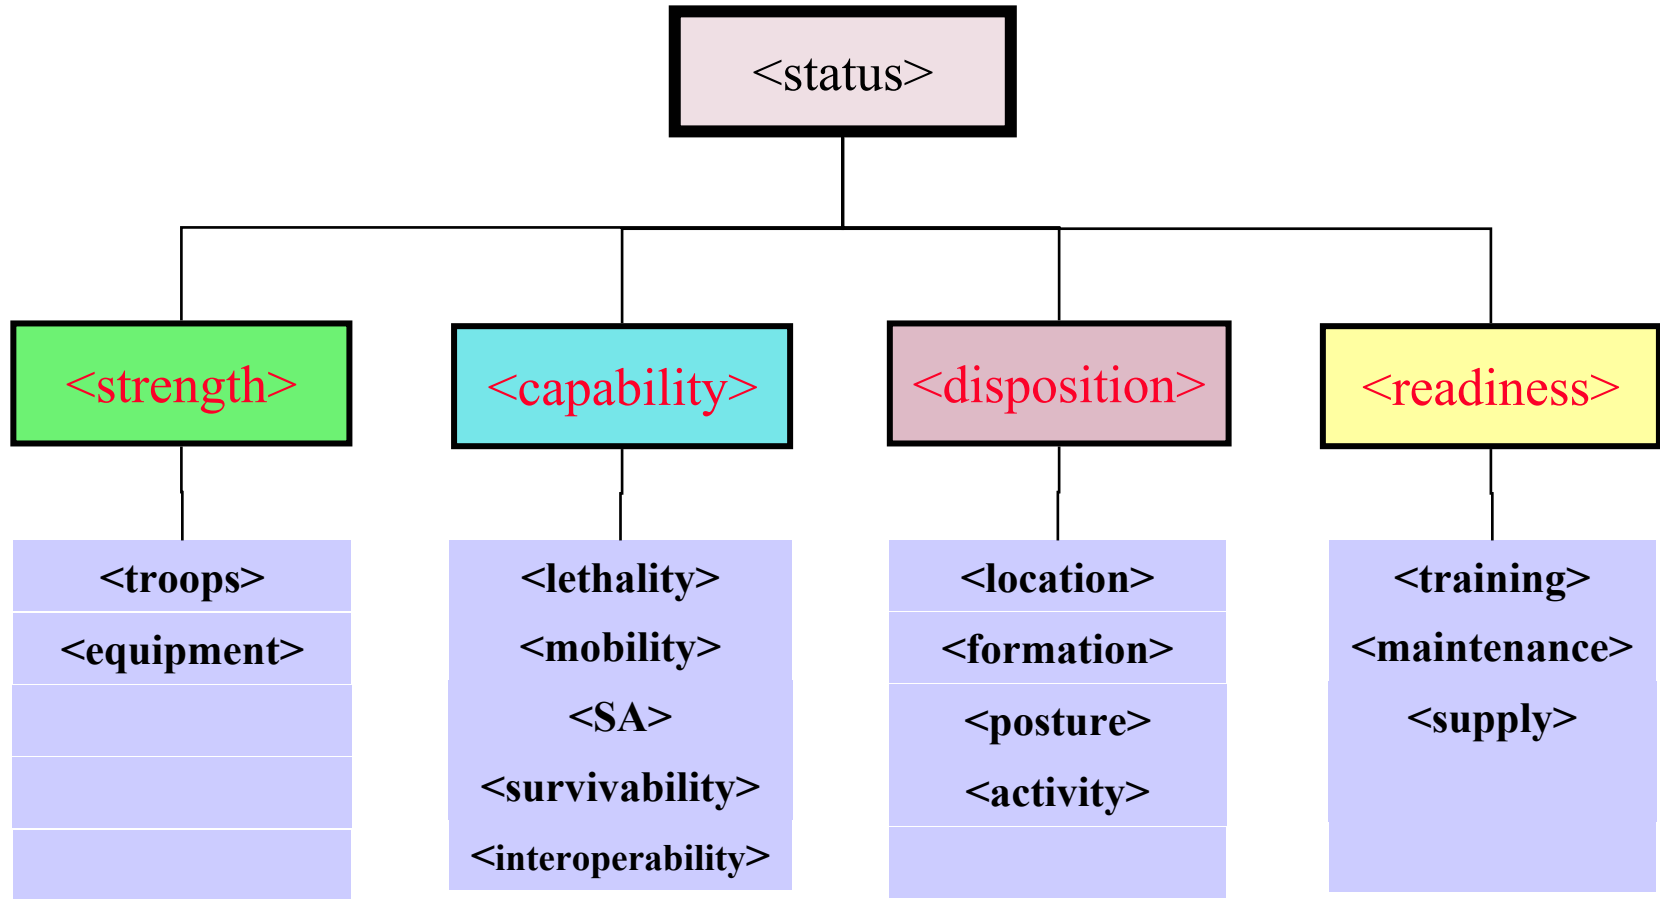 <status>
<strength>
<capability>
<disposition>
<readiness>
<troops>
<equipment>
<lethality>
<mobility>
<SA>
<survivability>
<interoperability>
<location>
<formation>
<posture>
<activity>
<training>
<maintenance>
<supply>